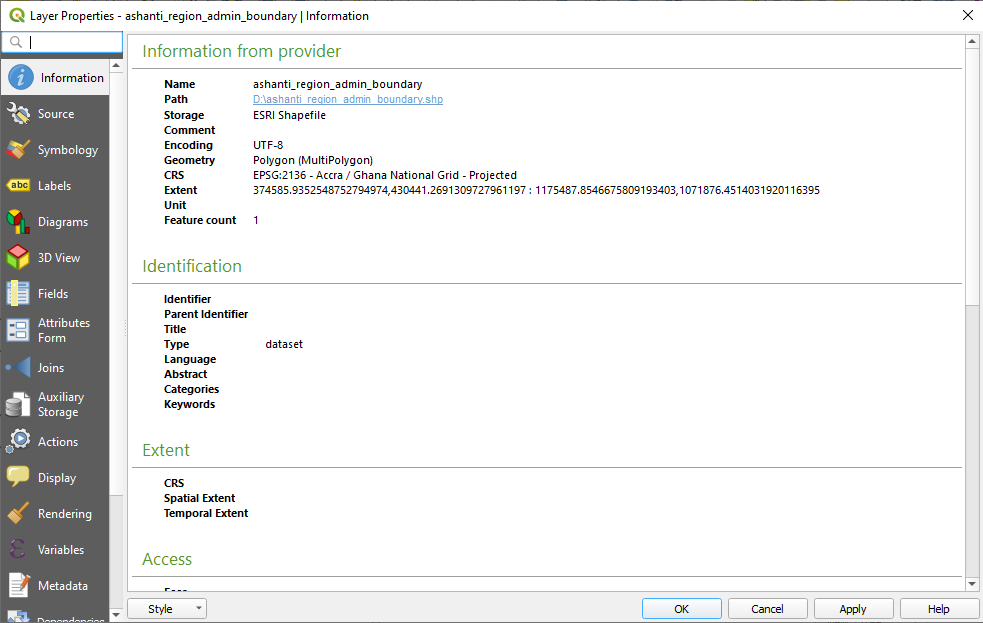 Layer Properties - ashanti_region_admin_boundary | Information
Information
Source
Symbology
abc Labels
Diagrams
3D View
Fields
Attributes
Form
Joins
Auxiliary
Storage
Actions
Display
Rendering
Variables
Metadata
Dependencies
Information from provider
Name ashanti_region_admin_boundary
Path D:\ashanti_region_admin_boundary.shp
Storage ESRI Shapefile
Comment
Encoding UTF-8
Geometry Polygon (MultiPolygon)
CRS EPSG:2136 - Accra / Ghana National Grid - Projected
Extent 374585.9352548752794974,430441.2691309727961197 : 1175487.8546675809193403,1071876.4514031920116395
Unit
Feature count 1
Identification
Identifier
Parent Identifier
Title
Type dataset
Language
Abstract
Categories
Keywords
Extent
CRS
Spatial Extent
Temporal Extent
Access
Style
OK
Cancel
Apply
Help